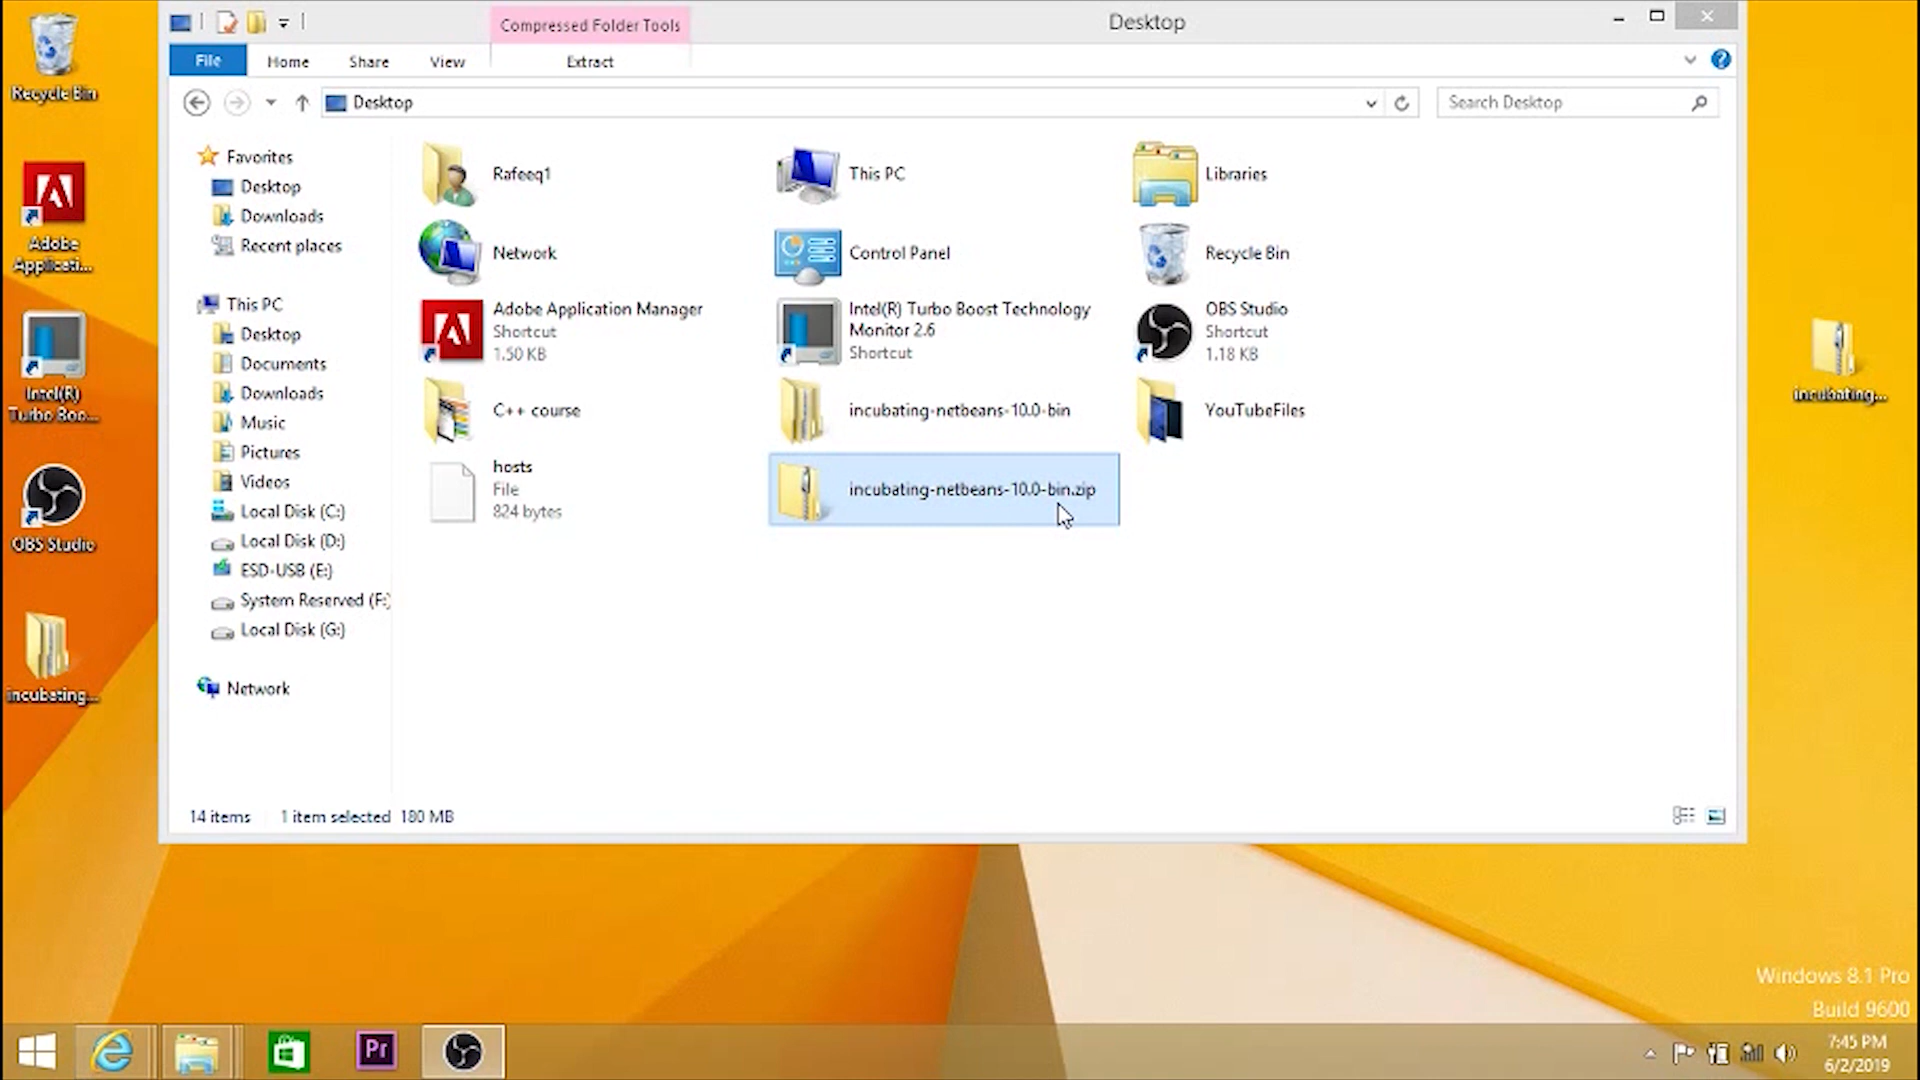 Compressed Folder Tools
Desktop
File
Home
Share
View
Extract
Desktop
Search Desktop
Recycle Bin
Adobe
Applicati...
Intel(R)
Turbo Boo...
OBS Studio
incubating...
Favorites
Desktop
Downloads
Recent places
This PC
Desktop
Documents
Downloads
Music
Pictures
Videos
Local Disk (C:)
Local Disk (D:)
ESD-USB (E:)
System Reserved (F:)
Local Disk (G:)
Network
Rafeeq1
This PC
Libraries
Network
Control Panel
Recycle Bin
Adobe Application Manager
Shortcut
1.50 KB
Intel(R) Turbo Boost Technology
Monitor 2.6
Shortcut
OBS Studio
Shortcut
1.18 KB
C++ course
incubating-netbeans-10.0-bin
YouTubeFiles
hosts
File
824 bytes
incubating-netbeans-10.0-bin.zip
14 items
1 item selected
180 MB
incubating...
Windows 8.1 Pro
Build 9600
Pr
7:45 PM
6/2/2019